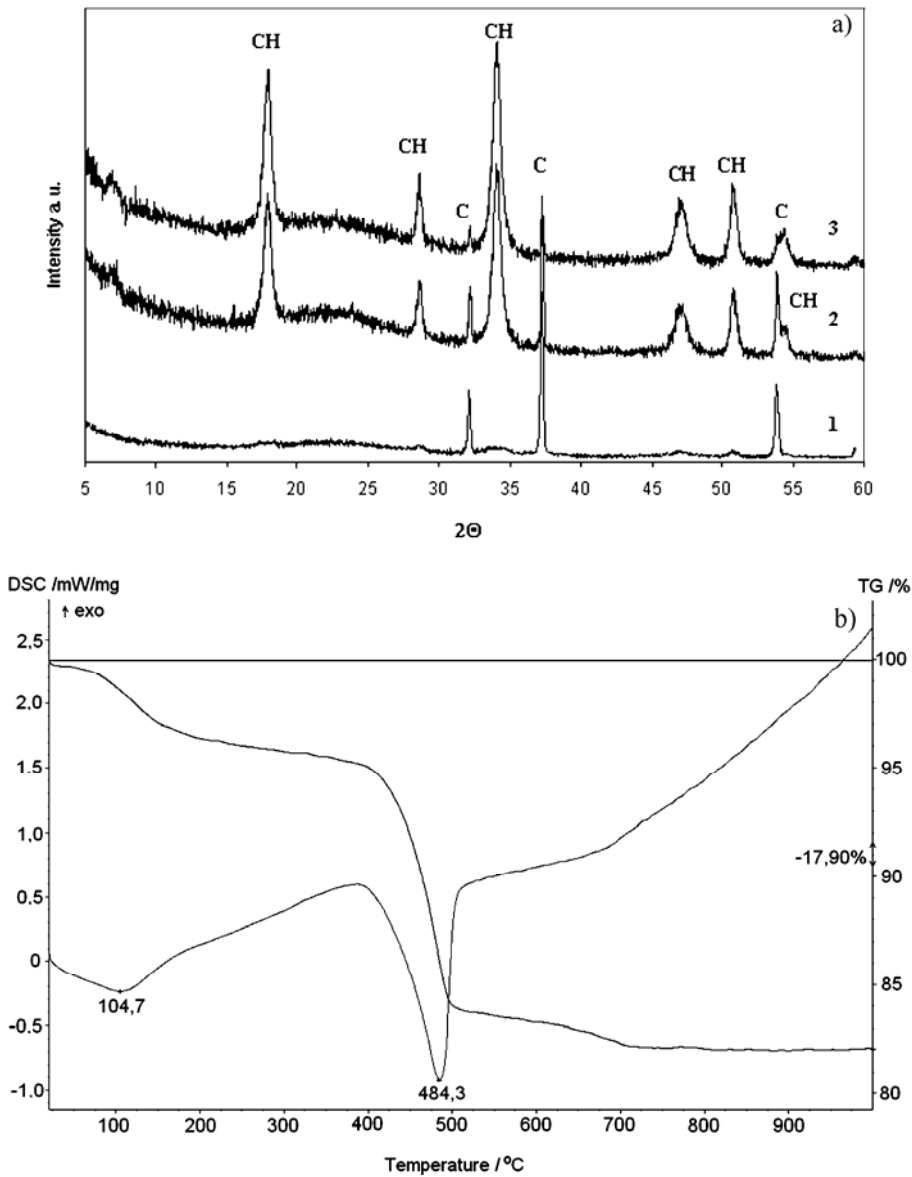 a)
CH
CH
CH
C
C
CH
CH
C
CH
3
2
1
Intensity a. u.
5 10 15 20 25 30 35 40 45 50 55 60
2Θ
DSC /mW/mg
TG /%
↑ exo
b)
2,5
2,0
1,5
1,0
0,5
0
-0,5
-1,0
100
95
90
85
80
-17,90%
104,7
484,3
100 200 300 400 500 600 700 800 900
Temperature / °C